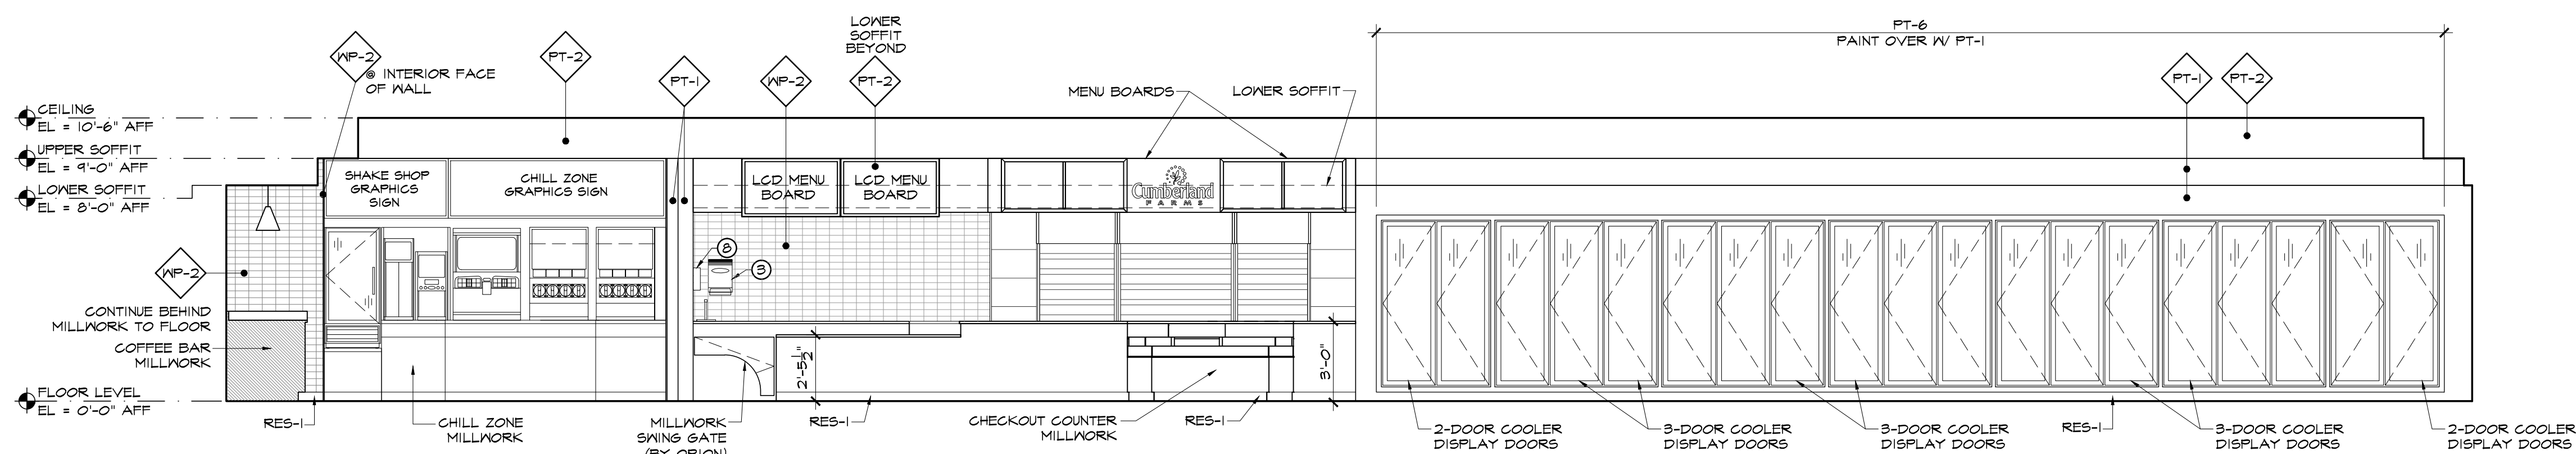 PT-6
PAINT OVER W/ PT-1
LOWER
SOFFIT
BEYOND
WP-2
@ INTERIOR FACE
OF WALL
PT-2
PT-1
WP-2
PT-2
MENU BOARDS
LOWER SOFFIT
PT-1
PT-2
CEILING
EL = 10'-6" AFF
UPPER SOFFIT
EL = 9'-0" AFF
LOWER SOFFIT
EL = 8'-0" AFF
SHAKE SHOP
GRAPHICS
SIGN
CHILL ZONE
GRAPHICS SIGN
LCD MENU
BOARD
LCD MENU
BOARD
Cumberland
FARMS
8
3
WP-2
CONTINUE BEHIND
MILLWORK TO FLOOR
COFFEE BAR
MILLWORK
2'-5 1/2"
3'-0"
FLOOR LEVEL
EL = 0'-0" AFF
RES-1
CHILL ZONE
MILLWORK
MILLWORK
SWING GATE
(BY ORION)
RES-1
CHECKOUT COUNTER
MILLWORK
RES-1
2-DOOR COOLER
DISPLAY DOORS
3-DOOR COOLER
DISPLAY DOORS
3-DOOR COOLER
DISPLAY DOORS
RES-1
3-DOOR COOLER
DISPLAY DOORS
2-DOOR COOLER
DISPLAY DOORS